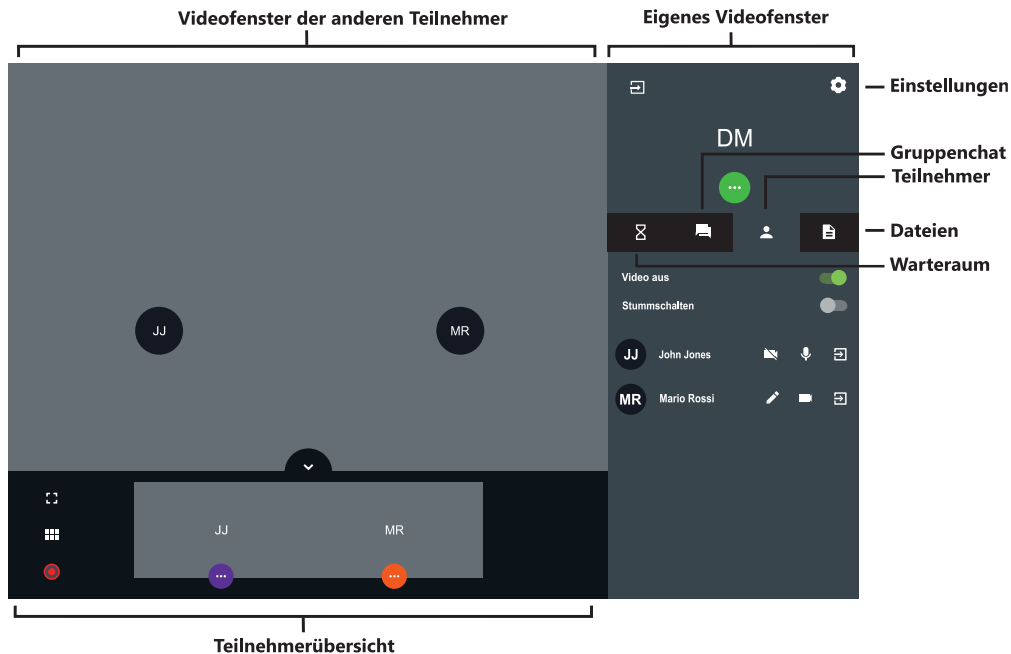 Videofenster der anderen Teilnehmer
Eigenes Videofenster
Einstellungen
DM
Gruppenchat
Teilnehmer
Dateien
Warteraum
Video aus
Stummschalten
JJ
MR
JJ John Jones
MR Mario Rossi
JJ
MR
Teilnehmerübersicht